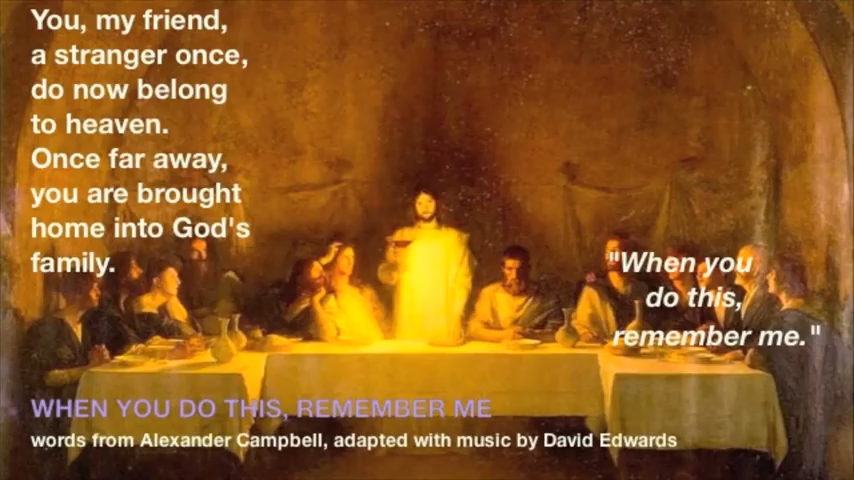 You, my friend,
a stranger once,
do now belong
to heaven.
Once far away,
you are brought
home into God's
family.
"When you
do this,
remember me."
WHEN YOU DO THIS, REMEMBER ME
words from Alexander Campbell, adapted with music by David Edwards